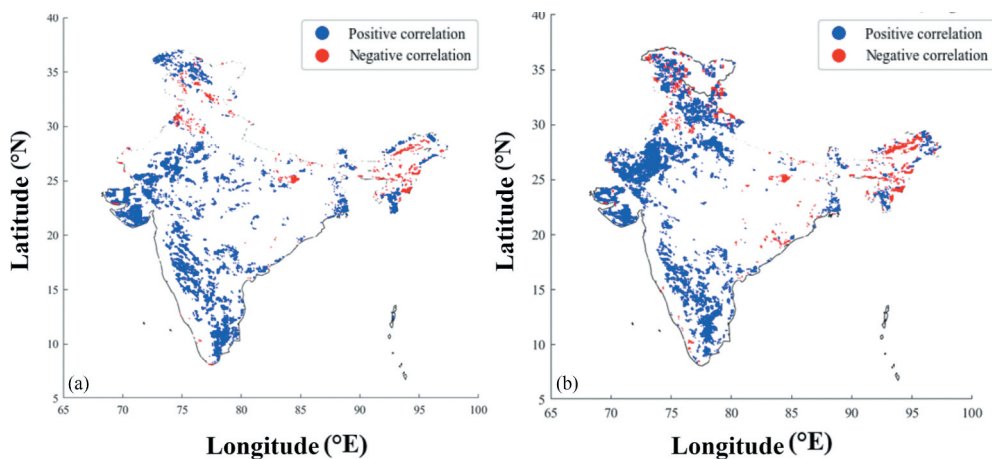 40
35
30
25
20
15
10
5
Latitude (°N)
Positive correlation
Negative correlation
(a)
65 70 75 80 85 90 95 100
Longitude (°E)
40
35
30
25
20
15
10
5
Latitude (°N)
Positive correlation
Negative correlation
(b)
65 70 75 80 85 90 95 100
Longitude (°E)